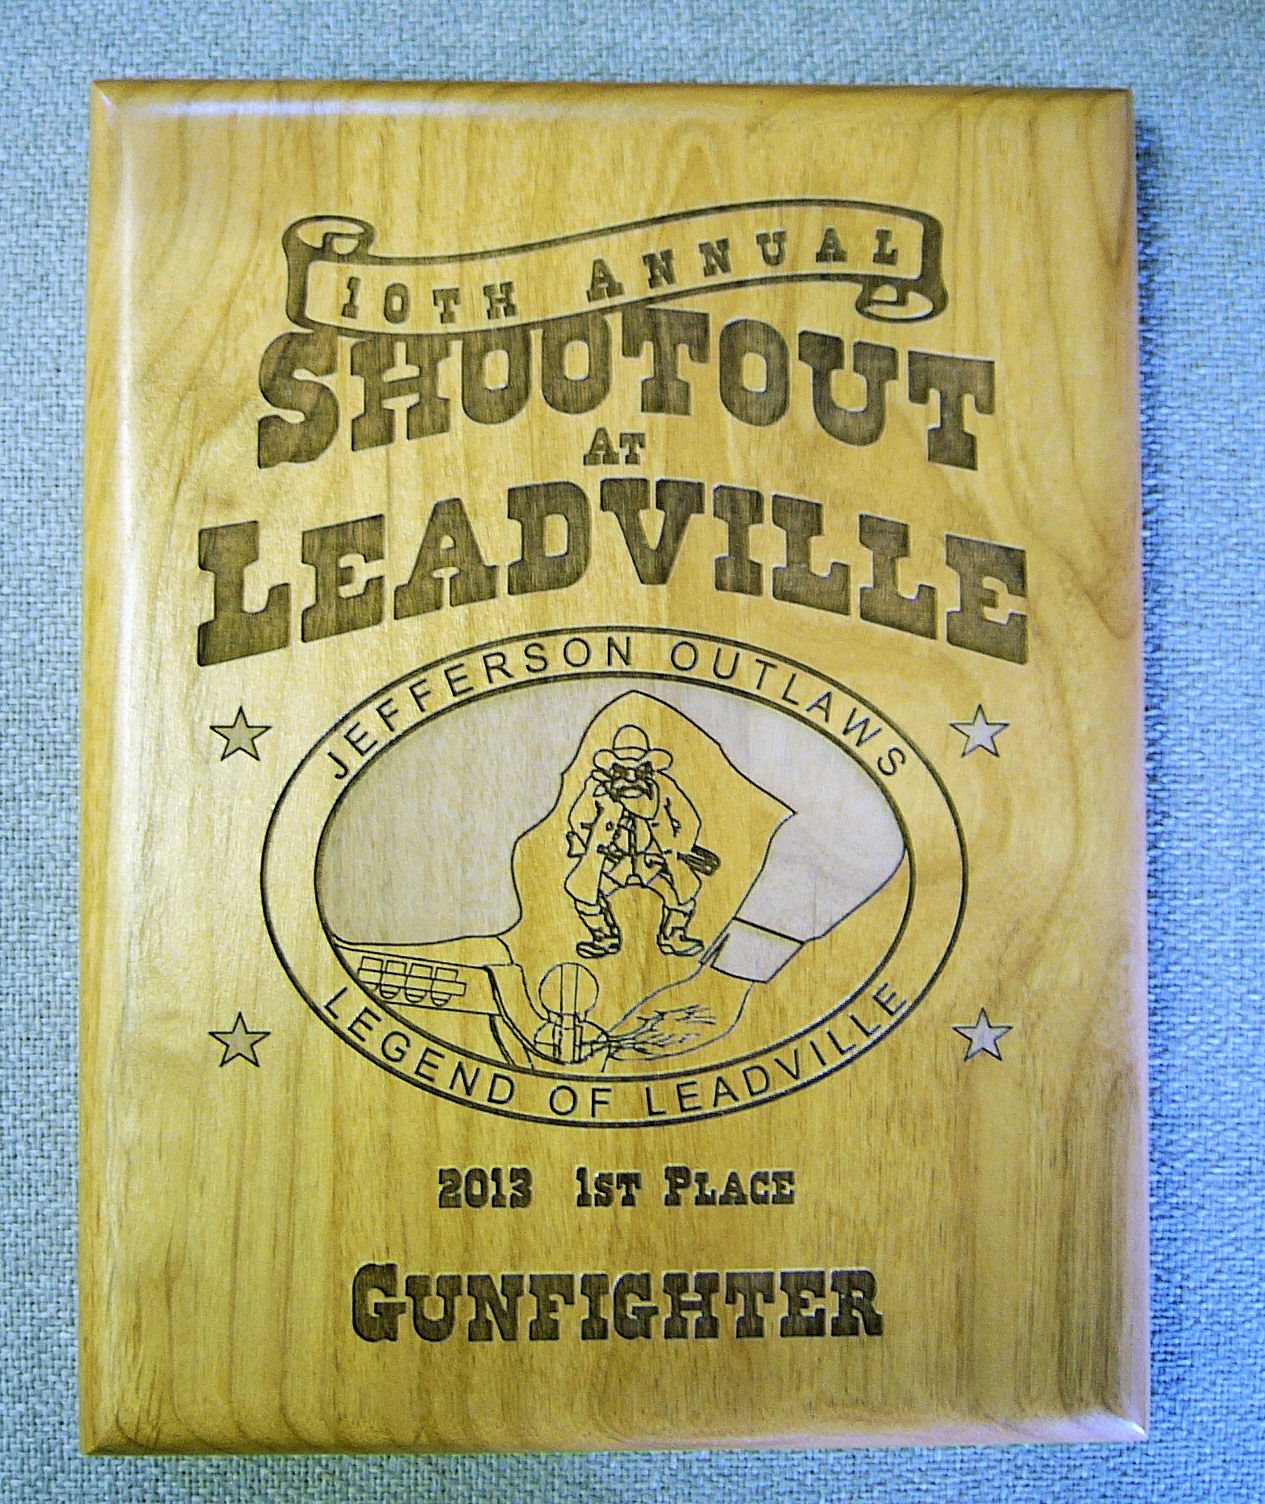 10TH ANNUAL
SHOOTOUT
AT
LEADVILLE
JEFFERSON OUTLAWS
LEGEND OF LEADVILLE
2013 1ST PLACE
GUNFIGHTER